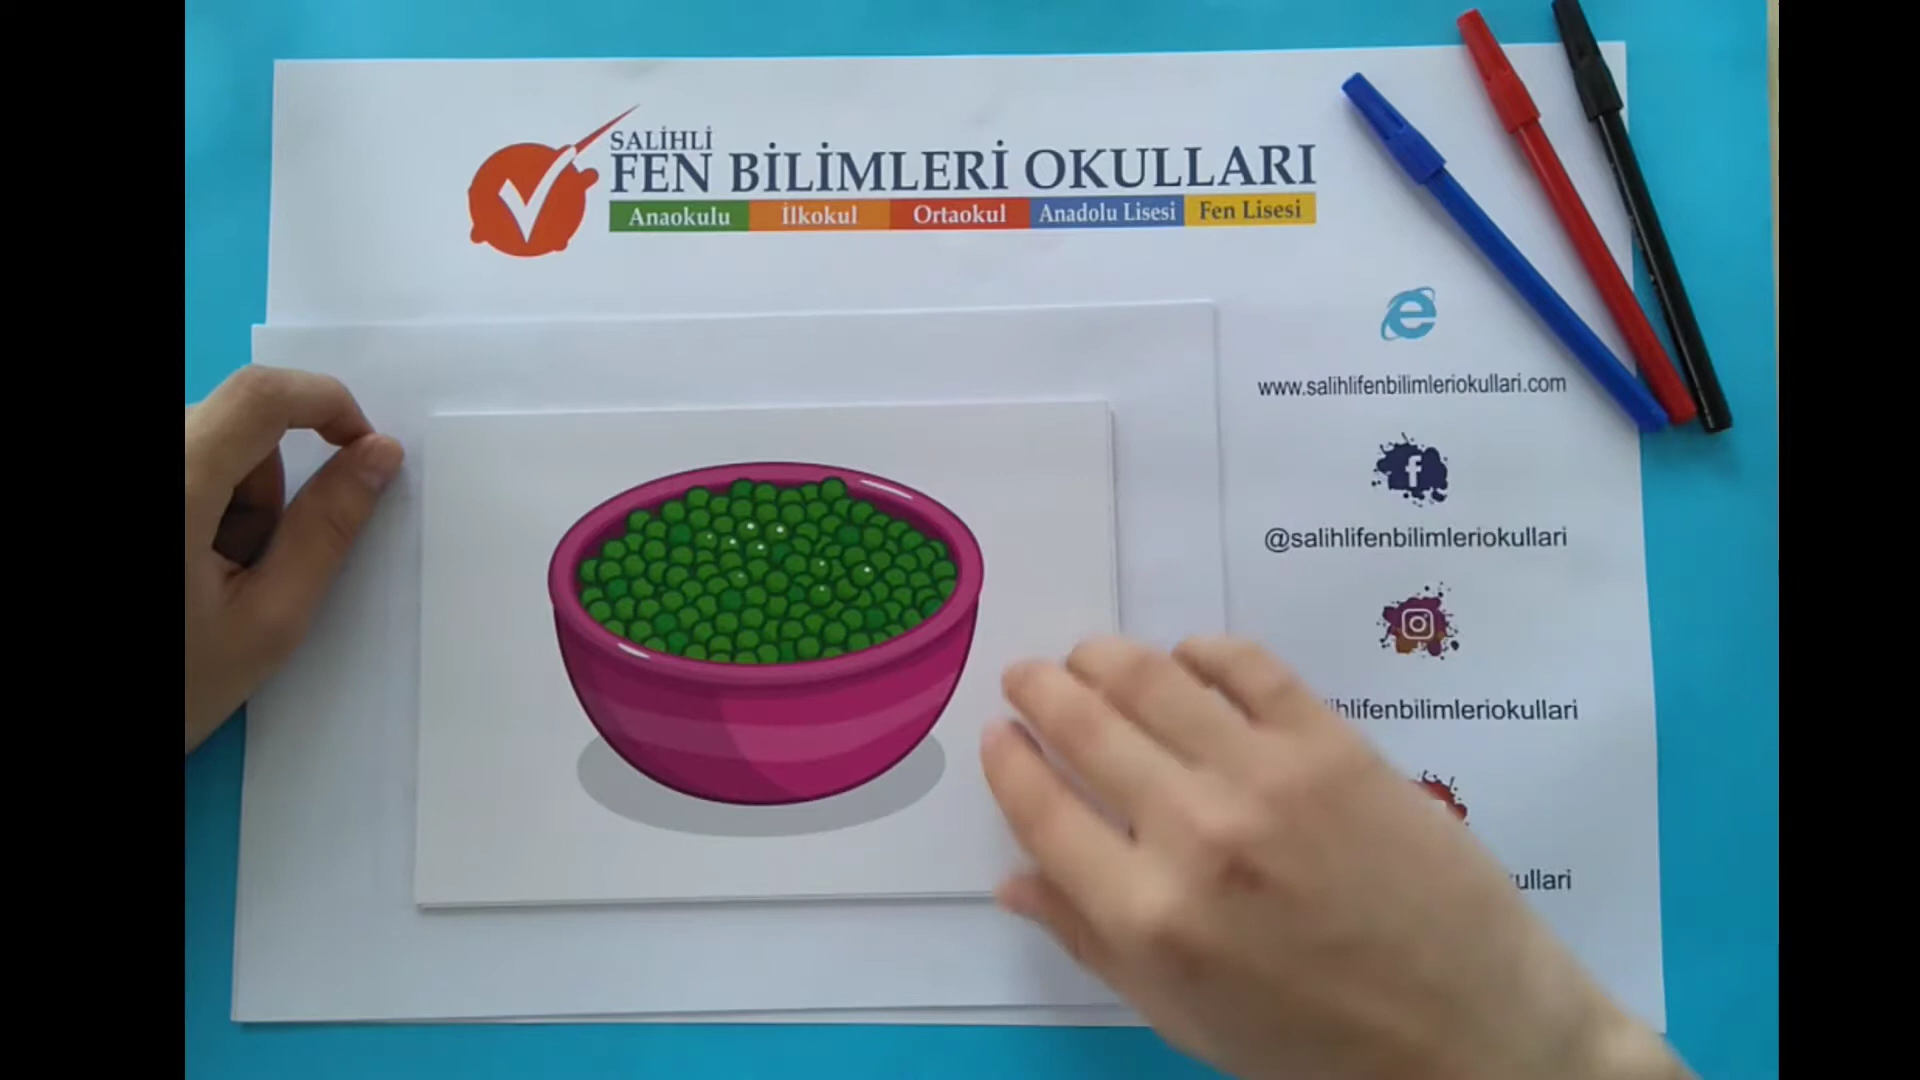 SALİHLİ
FEN BİLİMLERİ OKULLARI
Anaokulu İlkokul Ortaokul Anadolu Lisesi Fen Lisesi
www.salihlifenbilimleriokullari.com
@salihlifenbilimleriokullari